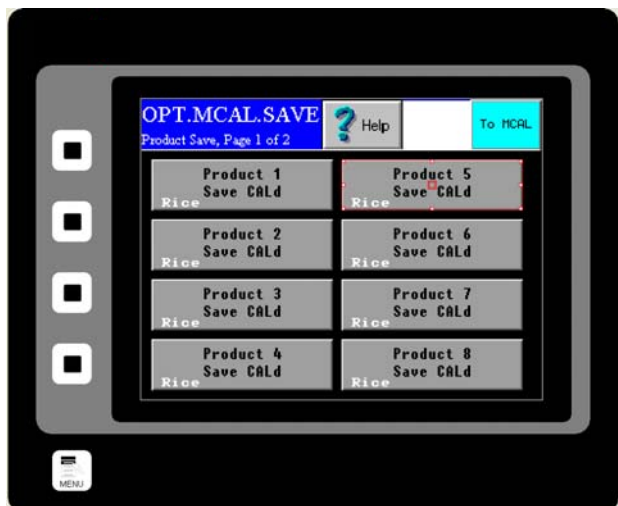 OPT.MCAL.SAVE
Product Save, Page 1 of 2
? Help
To MCAL
Product 1
Save CALd
Rice
Product 5
Save CALd
Rice
Product 2
Save CALd
Rice
Product 6
Save CALd
Rice
Product 3
Save CALd
Rice
Product 7
Save CALd
Rice
Product 4
Save CALd
Rice
Product 8
Save CALd
Rice
MENU